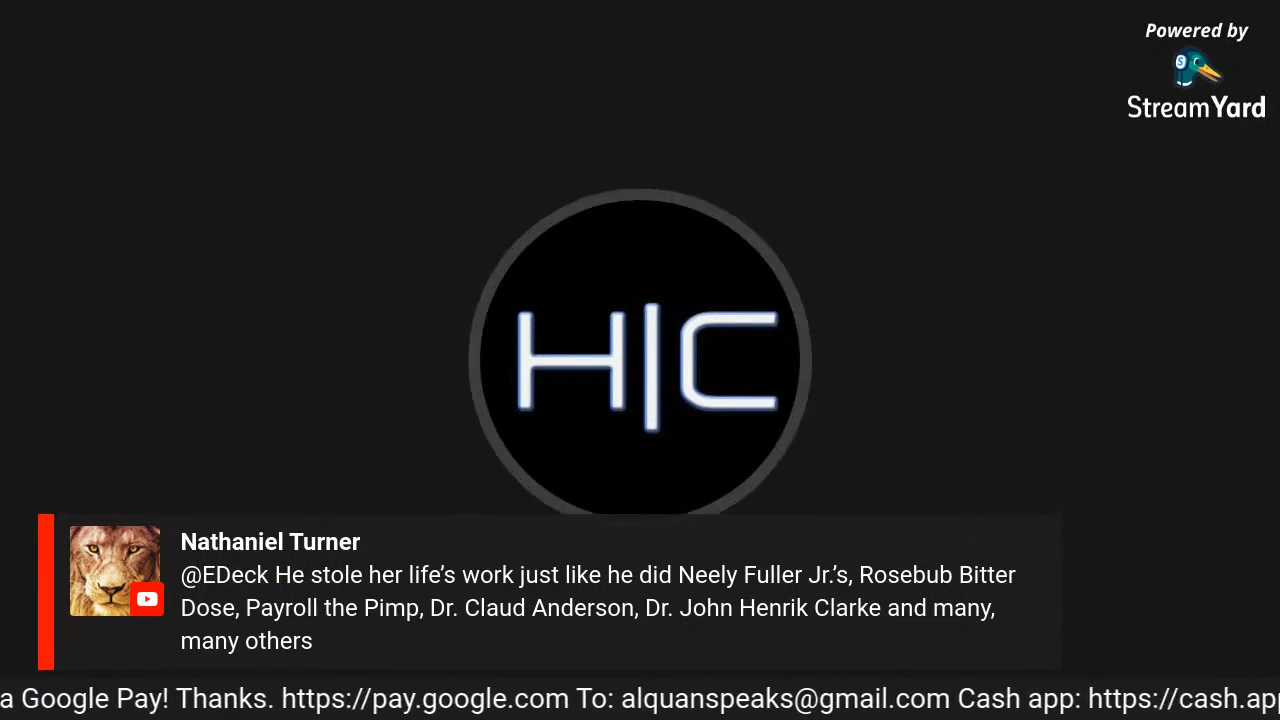 Powered by
StreamYard
H|C
Nathaniel Turner
@EDeck He stole her life’s work just like he did Neely Fuller Jr.’s, Rosebub Bitter
Dose, Payroll the Pimp, Dr. Claud Anderson, Dr. John Henrik Clarke and many,
many others
a Google Pay! Thanks. https://pay.google.com To: alquanspeaks@gmail.com Cash app: https://cash.app